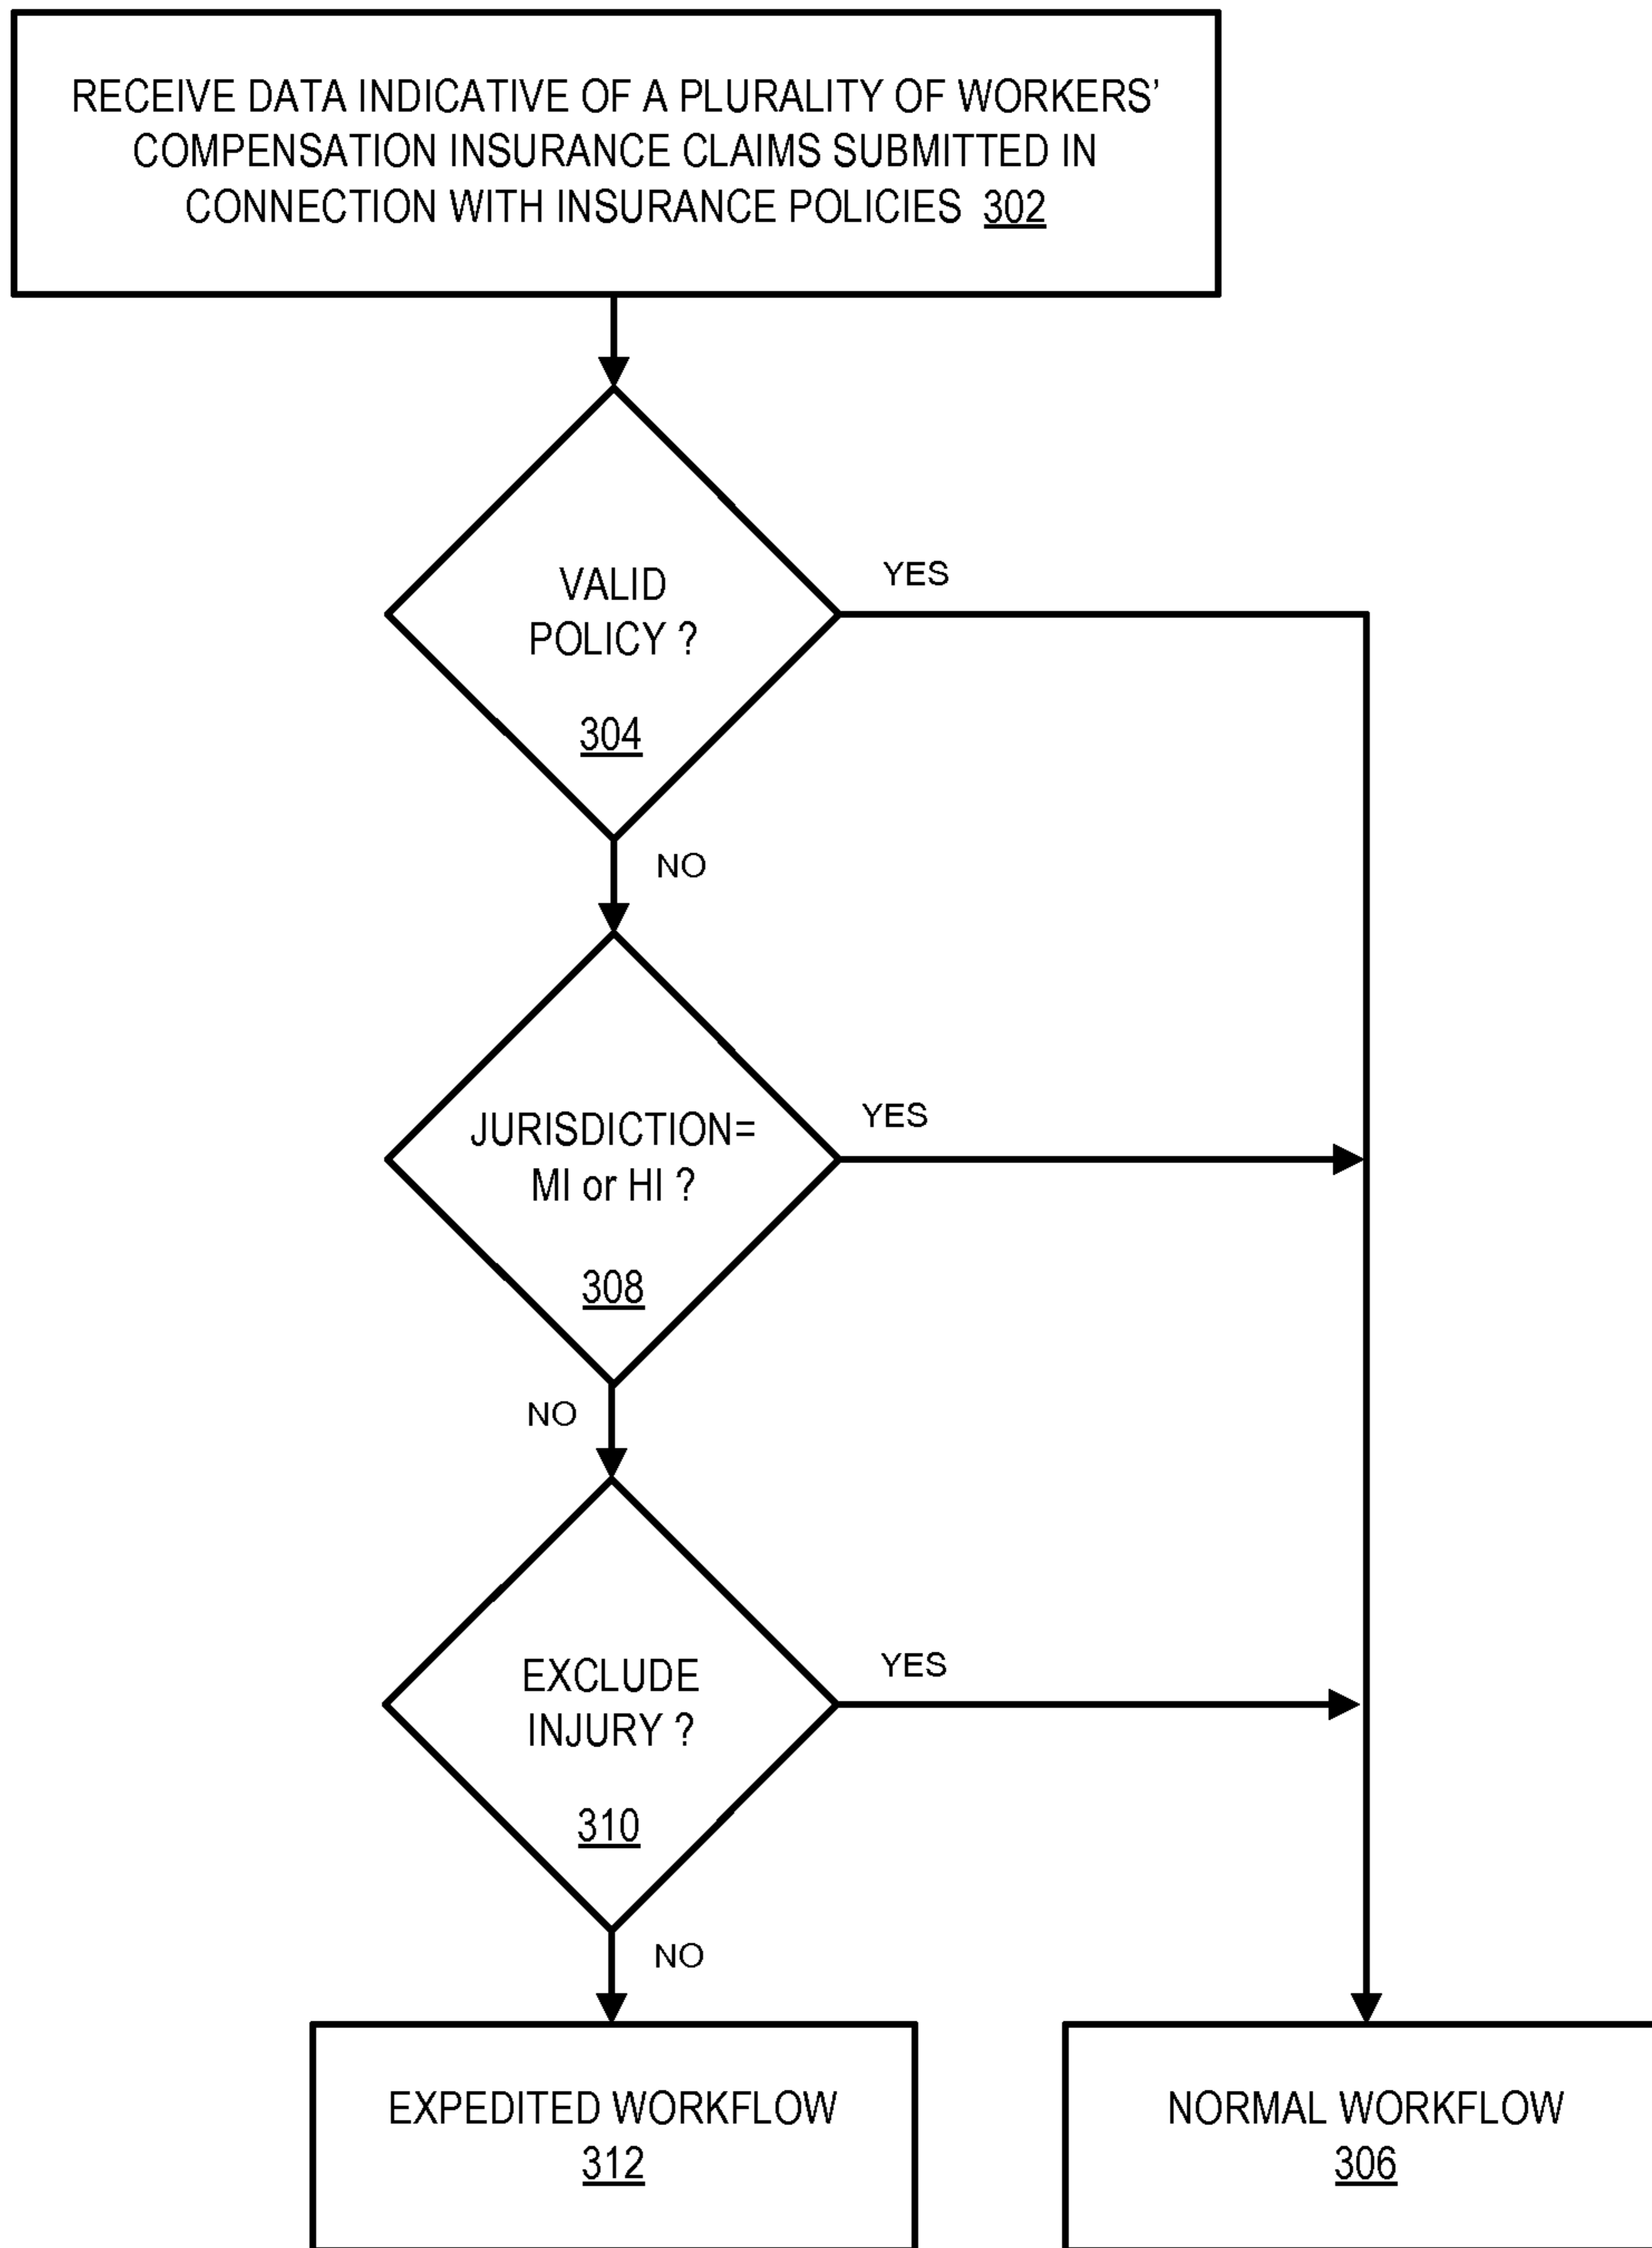 RECEIVE DATA INDICATIVE OF A PLURALITY OF WORKERS’
COMPENSATION INSURANCE CLAIMS SUBMITTED IN
CONNECTION WITH INSURANCE POLICIES 302
VALID
POLICY ?
304
YES
NO
JURISDICTION=
MI or HI ?
308
YES
NO
EXCLUDE
INJURY ?
310
YES
NO
EXPEDITED WORKFLOW
312
NORMAL WORKFLOW
306